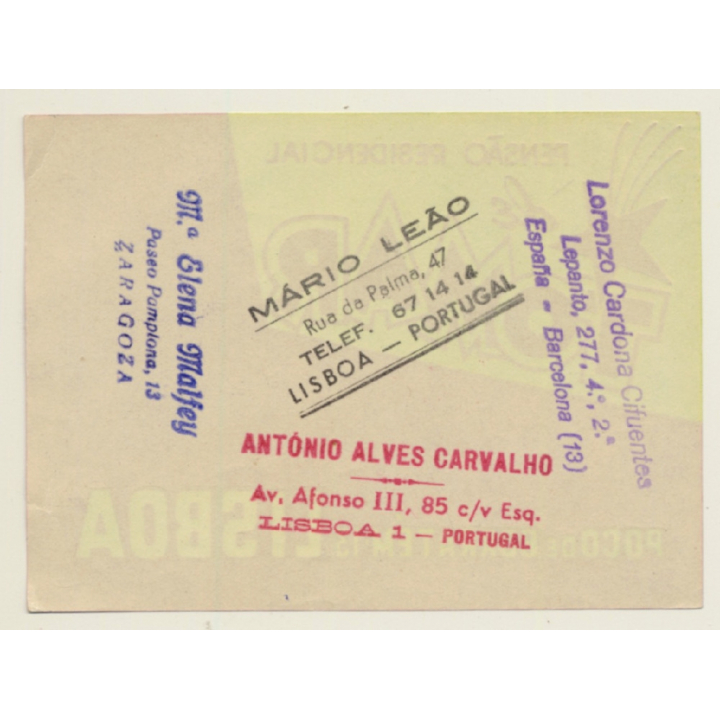 M.ª Elena Malfey
Paseo Pamplona, 13
ZARAGOZA
MÁRIO LEÃO
Rua da Palma, 47
TELEF. 67 14 14
LISBOA — PORTUGAL
Lorenzo Cardona Cifuentes
Lepanto, 277, 4.º, 2.ª
España - Barcelona (13)
ANTÓNIO ALVES CARVALHO
Av. Afonso III, 85 c/v Esq.
LISBOA 1 — PORTUGAL
PENSÃO RESIDENCIAL
LISBOA